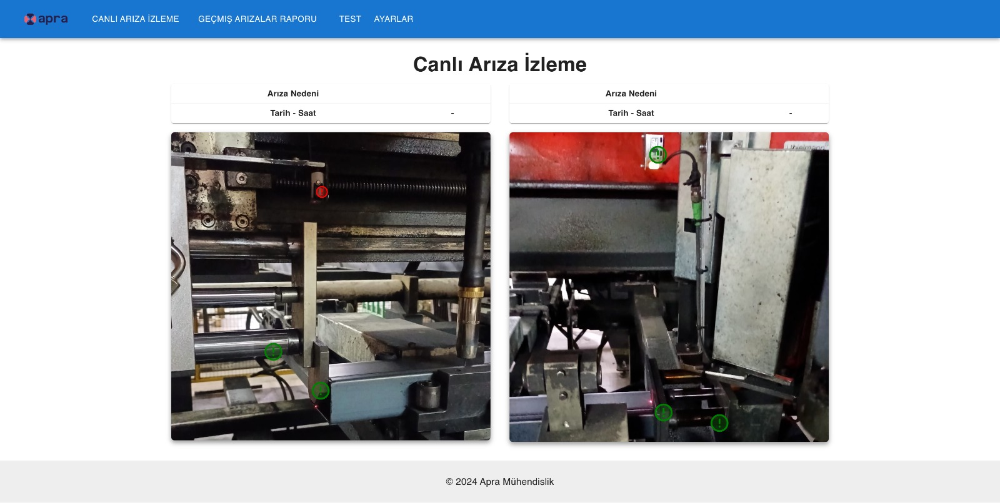 apra CANLI ARIZA İZLEME GEÇMIŞ ARIZALAR RAPORU TEST AYARLAR
Canlı Arıza İzleme
Arıza Nedeni
Tarih - Saat -
Arıza Nedeni
Tarih - Saat -
© 2024 Apra Mühendislik